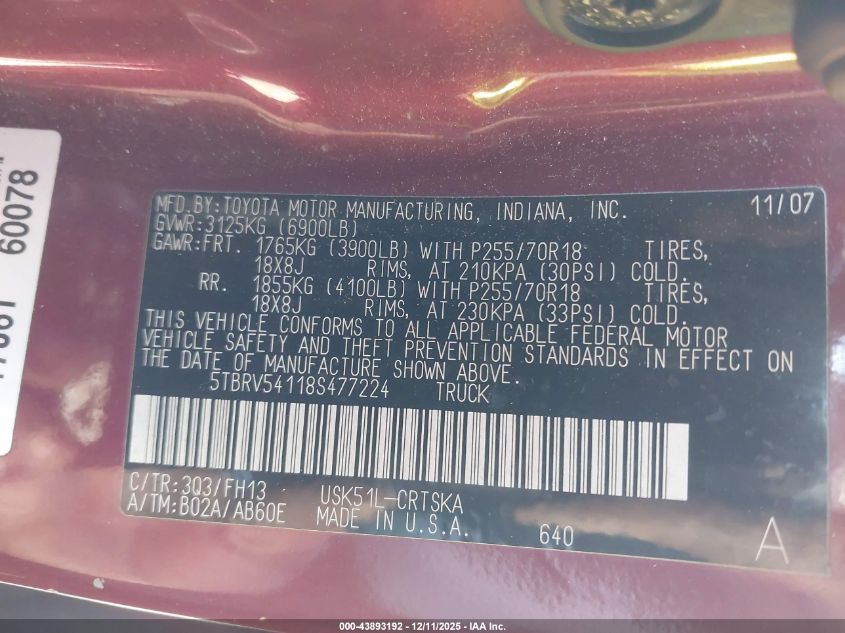 MFD.BY:TOYOTA MOTOR MANUFACTURING, INDIANA, INC. 11/07
GVWR:3125KG (6900LB)
GAWR:FRT. 1765KG (3900LB) WITH P255/70R18 TIRES,
18X8J RIMS, AT 210KPA (30PSI) COLD.
RR. 1855KG (4100LB) WITH P255/70R18 TIRES,
18X8J RIMS, AT 230KPA (33PSI) COLD.
THIS VEHICLE CONFORMS TO ALL APPLICABLE FEDERAL MOTOR
VEHICLE SAFETY AND THEFT PREVENTION STANDARDS IN EFFECT ON
THE DATE OF MANUFACTURE SHOWN ABOVE.
5TBRV54118S477224 TRUCK
C/TR:3Q3/FH13 USK51L-CRTSKA
A/TM:B02A/AB60E MADE IN U.S.A. 640 A
60078
000-43893192 - 12/11/2025 - IAA Inc.